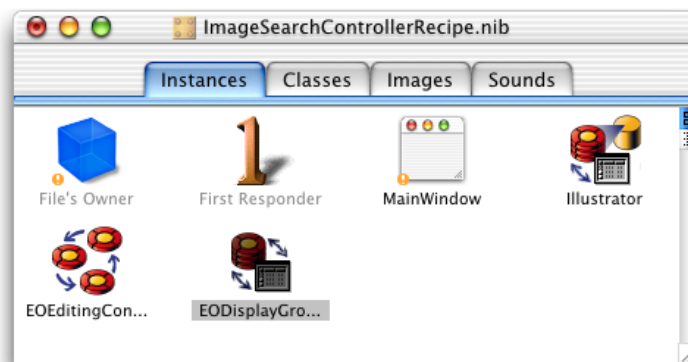 ImageSearchControllerRecipe.nib
Instances Classes Images Sounds
File's Owner First Responder MainWindow Illustrator
EOEditingCon... EODisplayGro...